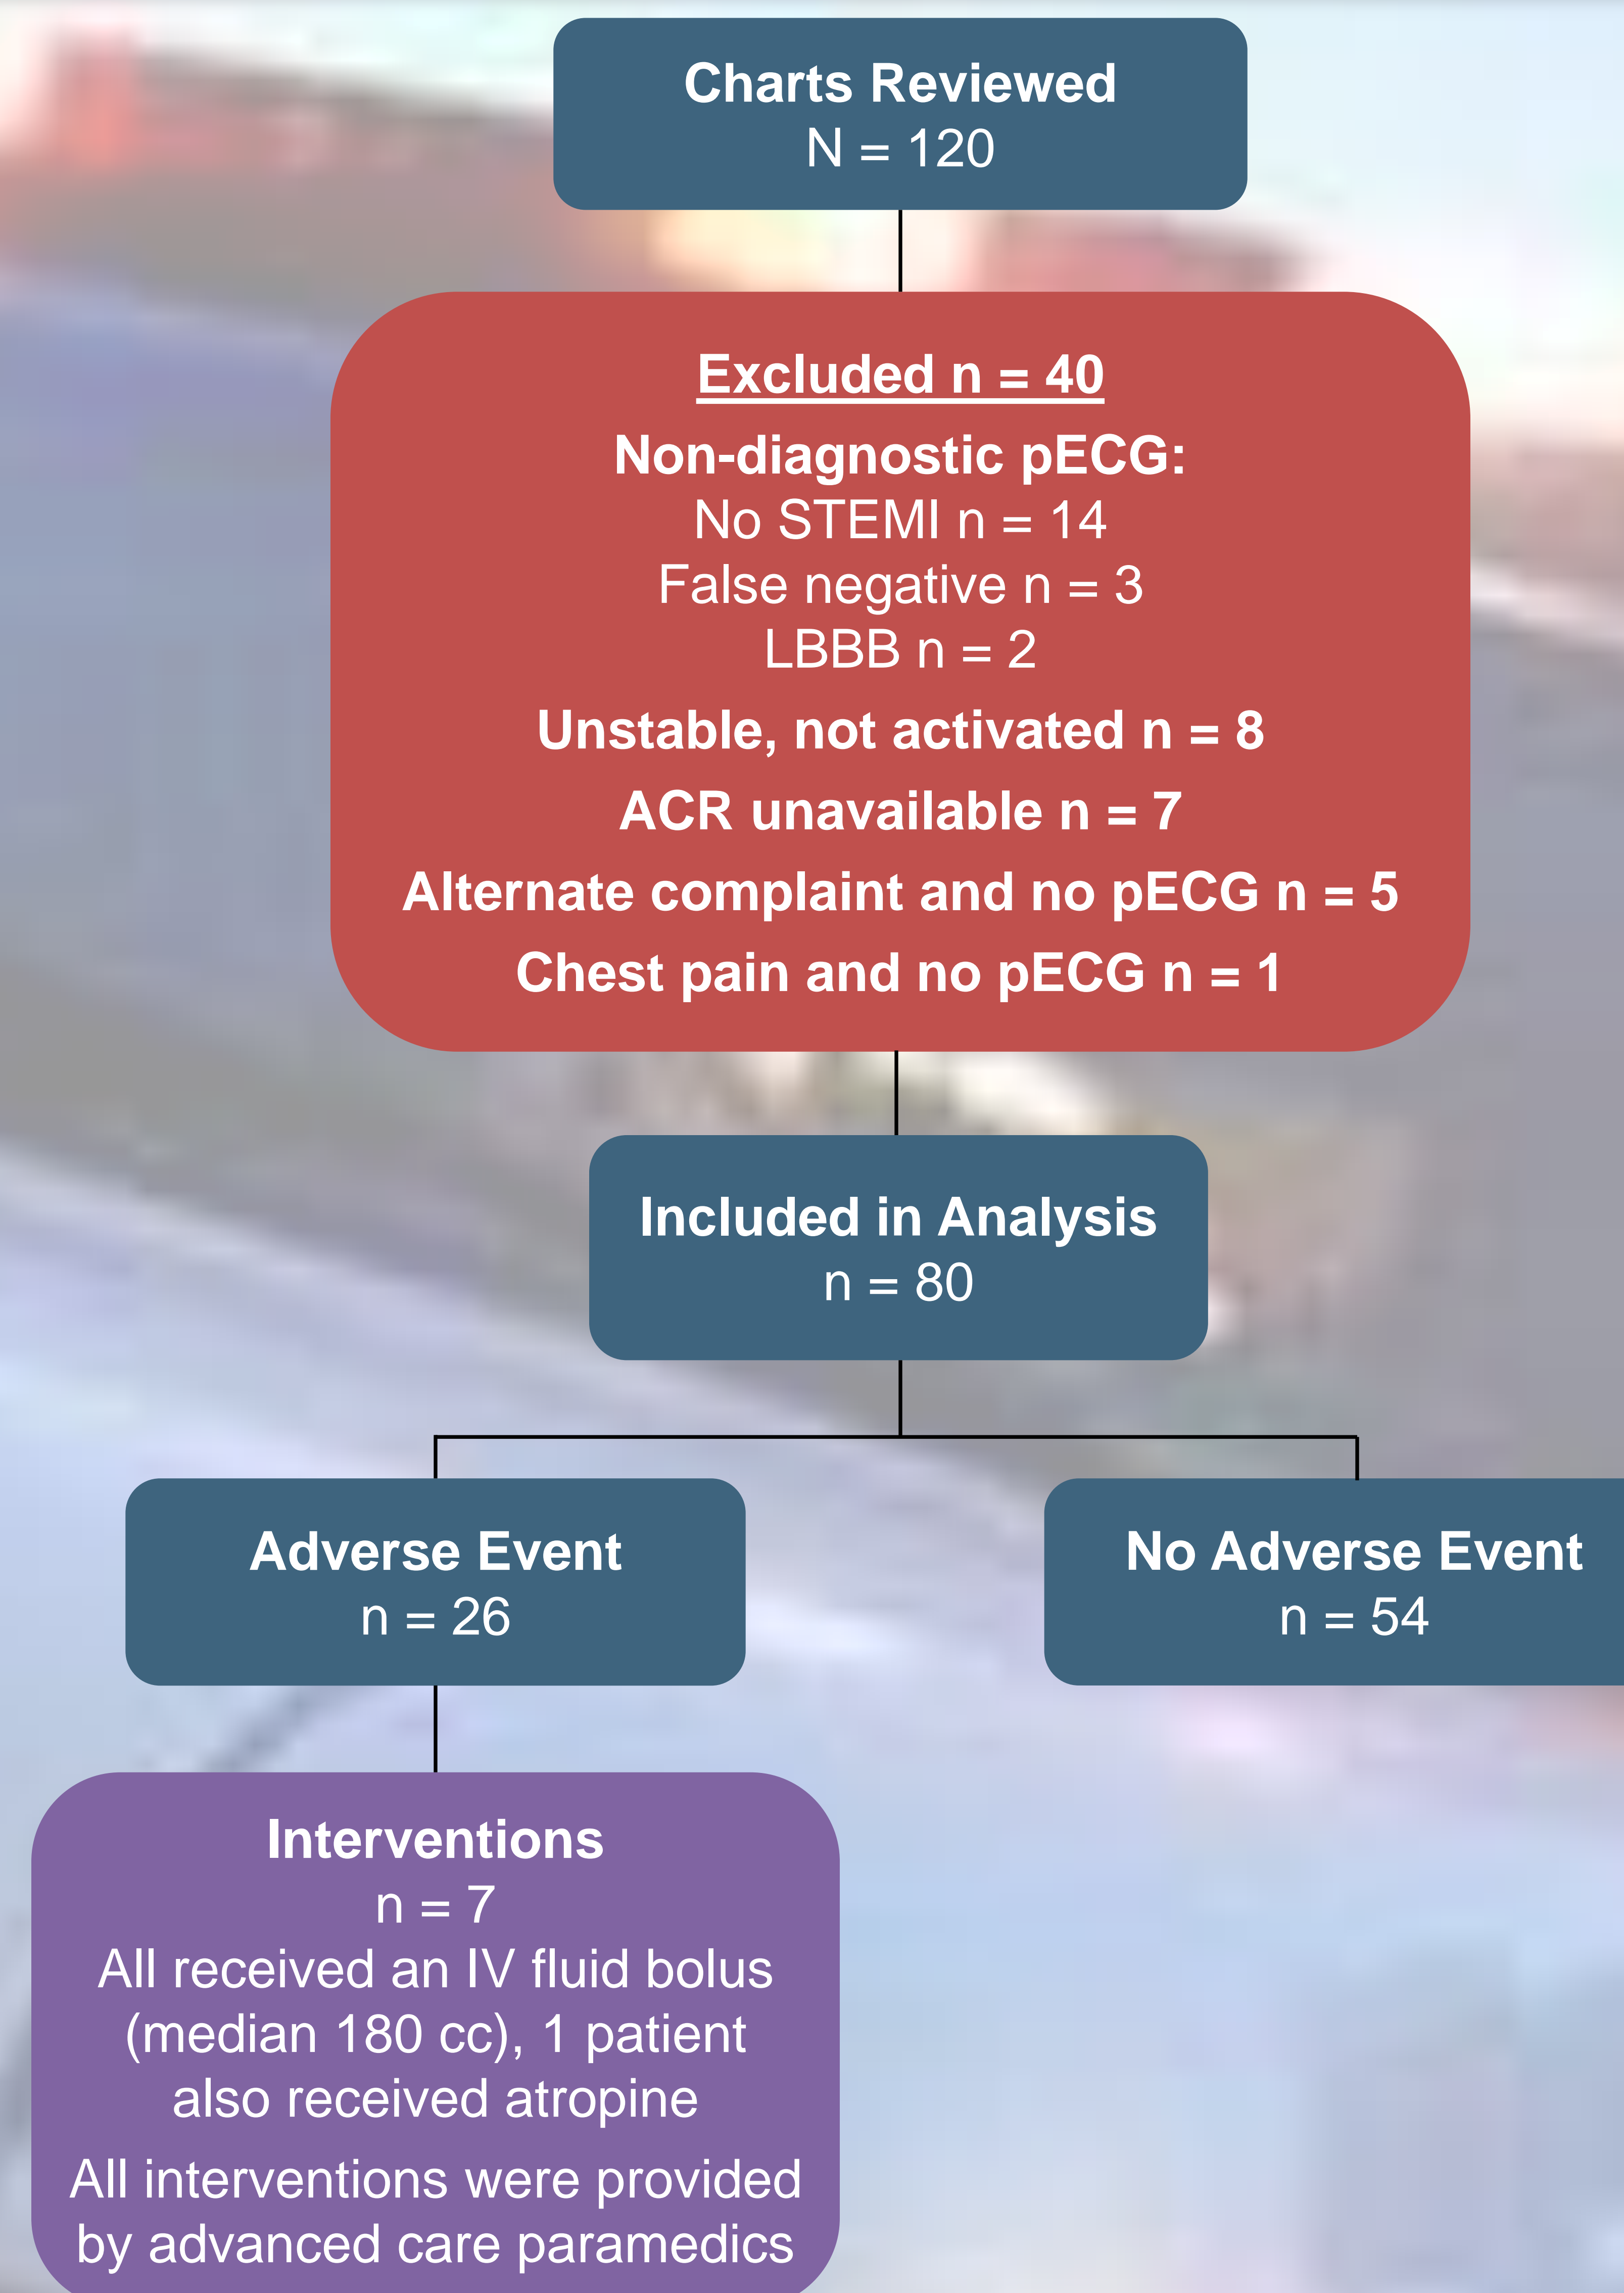 Charts Reviewed
N = 120
Excluded n = 40
Non-diagnostic pECG:
No STEMI n = 14
False negative n = 3
LBBB n = 2
Unstable, not activated n = 8
ACR unavailable n = 7
Alternate complaint and no pECG n = 5
Chest pain and no pECG n = 1
Included in Analysis
n = 80
Adverse Event
n = 26
No Adverse Event
n = 54
Interventions
n = 7
All received an IV fluid bolus
(median 180 cc), 1 patient
also received atropine
All interventions were provided
by advanced care paramedics